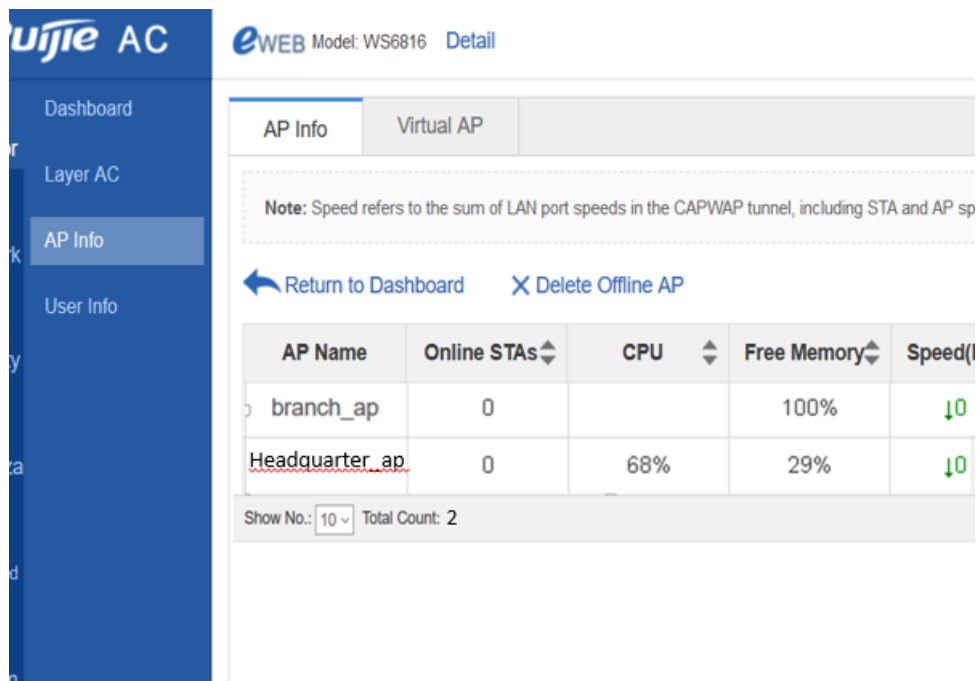 Ruijie AC
eWEB Model: WS6816 Detail
Dashboard
Layer AC
AP Info
User Info
AP Info Virtual AP
Note: Speed refers to the sum of LAN port speeds in the CAPWAP tunnel, including STA and AP sp
Return to Dashboard Delete Offline AP
AP Name Online STAs CPU Free Memory Speed(
branch_ap 0 100% ↓0
Headquarter_ap 0 68% 29% ↓0
Show No.: 10 Total Count: 2